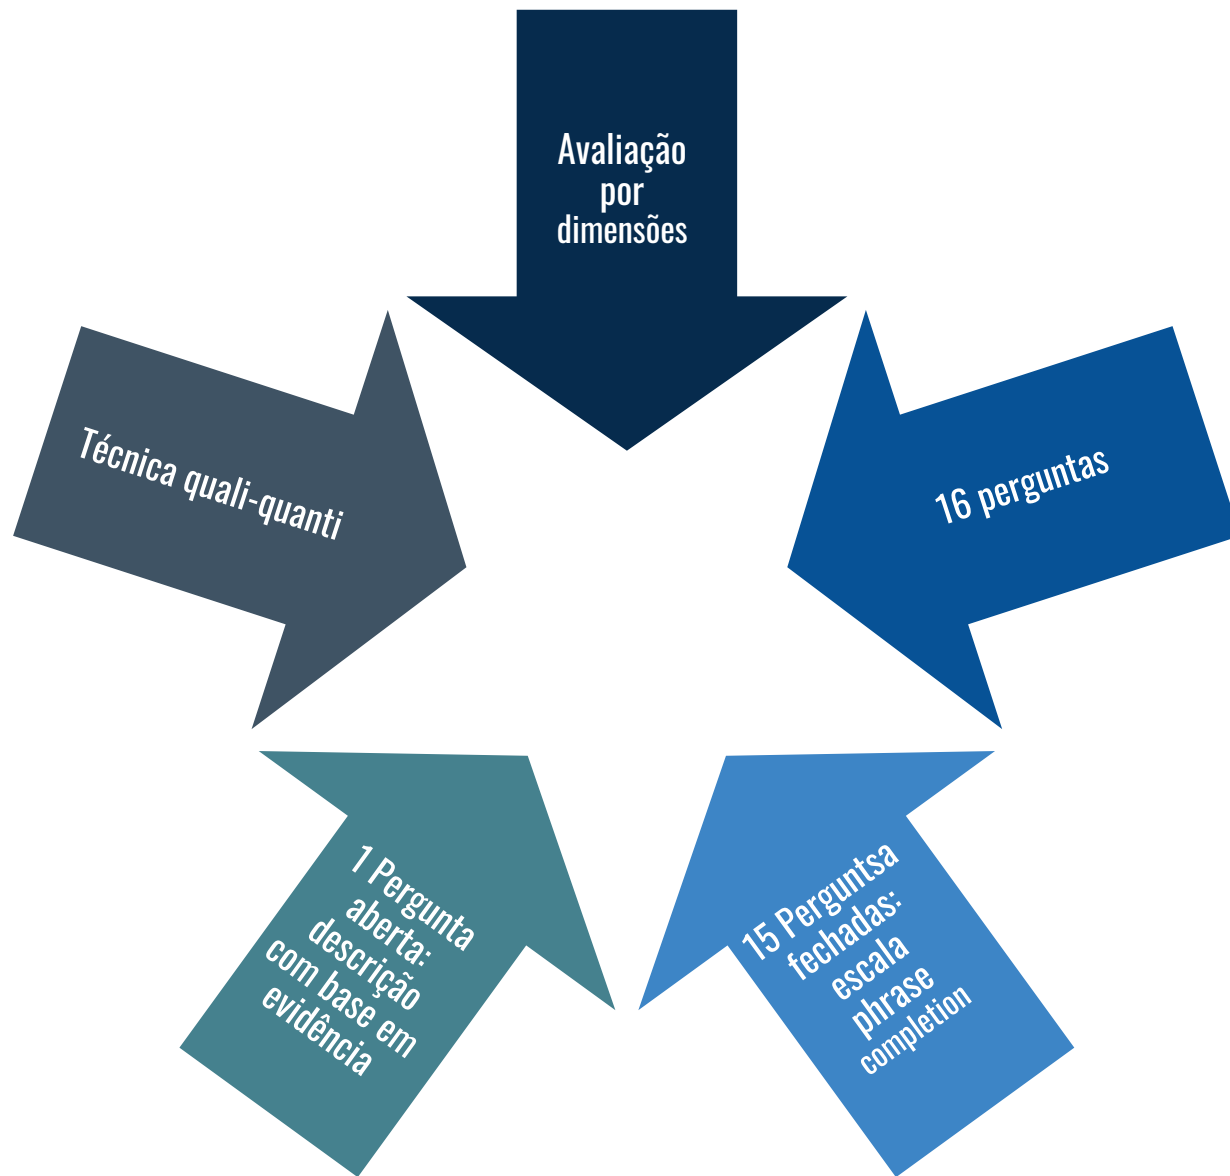 Avaliação
por
dimensões
16 perguntas
15 Perguntsa
fechadas:
escala
phrase
completion
1 Pergunta
aberta:
descrição
com base em
evidência
Técnica quali-quanti